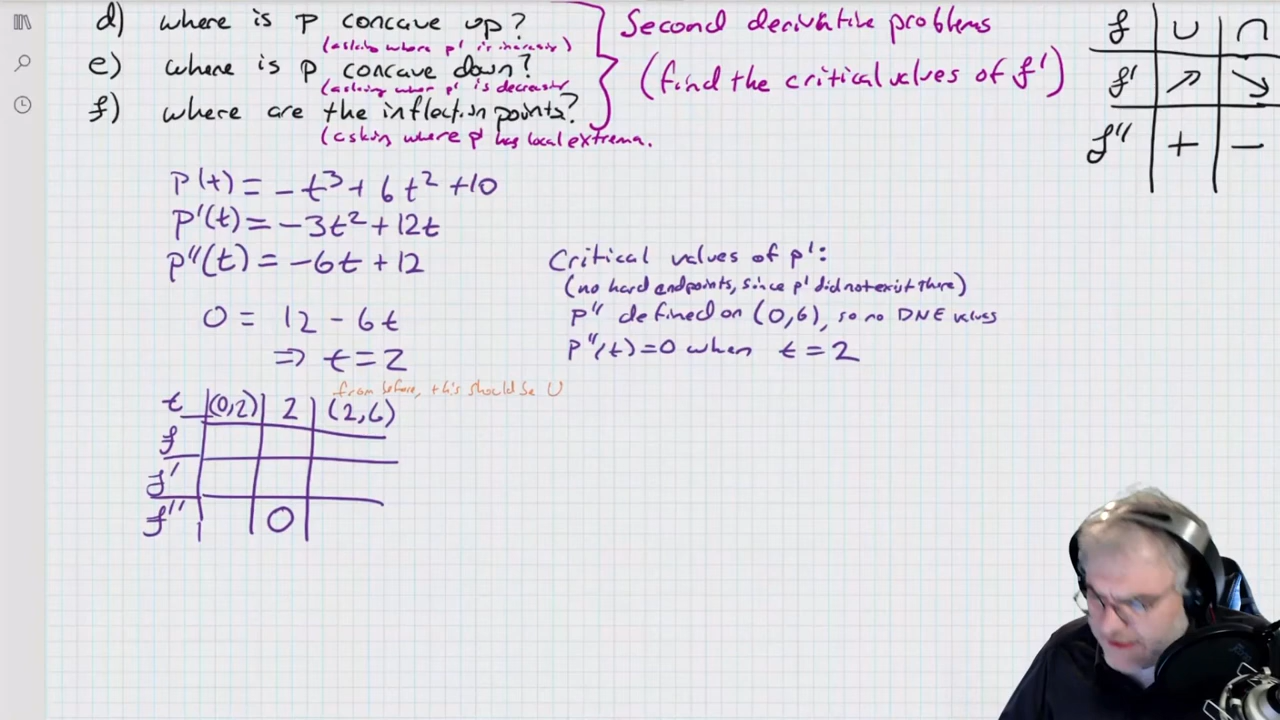 d) where is P concave up?
(asking where p' is increasing)
e) where is P concave down?
(asking where p' is decreasing
f) where are the inflection points?
(asking where p' has local extrema.
Second derivative problems
(find the critical values of f')
f ∪ ∩
f' ↗ ↘
f'' + −
P(t) = −t³ + 6t² + 10
P'(t) = −3t² + 12t
P''(t) = −6t + 12
0 = 12 − 6t
⇒ t = 2
Critical values of p':
(no hard endpoints, since p' did not exist there)
P'' defined on (0,6), so no DNE values
P''(t) = 0 when t = 2
from before, this should be U
t (0,2) 2 (2,6)
f
f'
f'' 0